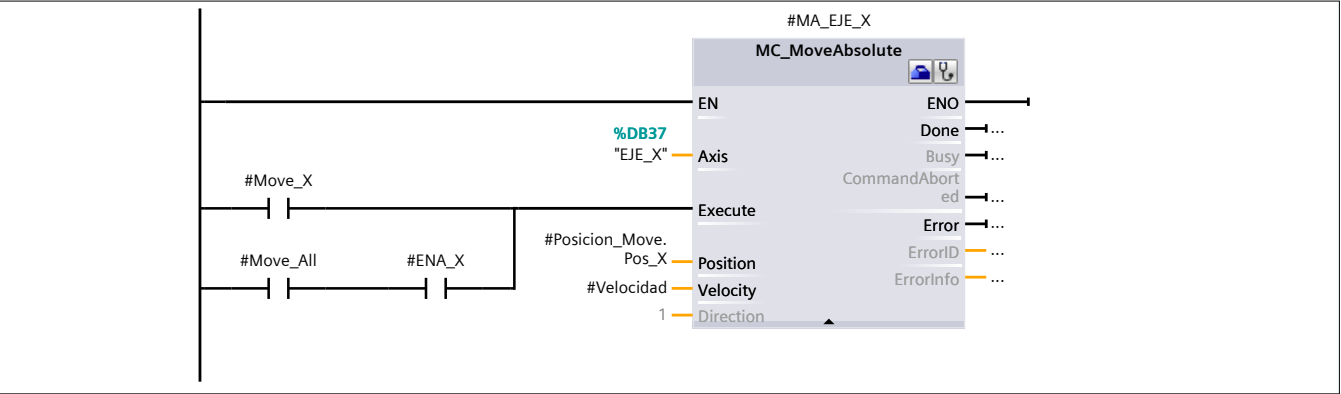 #MA_EJE_X
MC_MoveAbsolute
EN
ENO
Done
...
%DB37
"EJE_X"
Axis
Busy
...
#Move_X
CommandAbort
ed
...
Execute
Error
...
#Posicion_Move.
Pos_X
Position
ErrorID
...
#Move_All
#ENA_X
#Velocidad
Velocity
ErrorInfo
...
1
Direction